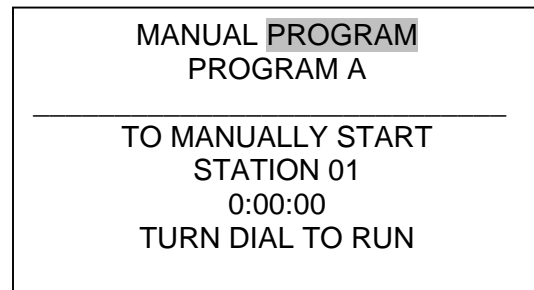 MANUAL PROGRAM
PROGRAM A
TO MANUALLY START
STATION 01
0:00:00
TURN DIAL TO RUN